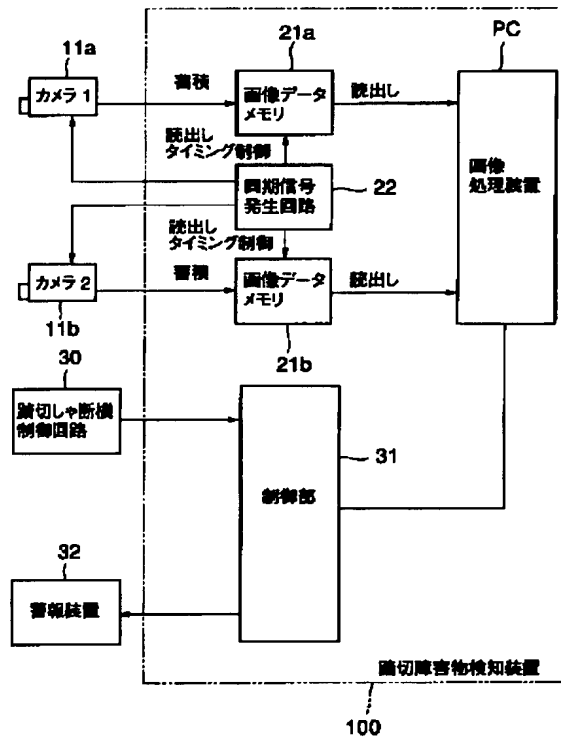 11a
カメラ1
蓄積
21a
画像データ
メモリ
読出し
PC
画像
処理装置
読出し
タイミング制御
同期信号
発生回路
22
読出し
タイミング制御
カメラ2
11b
蓄積
画像データ
メモリ
21b
読出し
30
踏切しゃ断機
制御回路
制御部
31
32
警報装置
踏切障害物検知装置
100